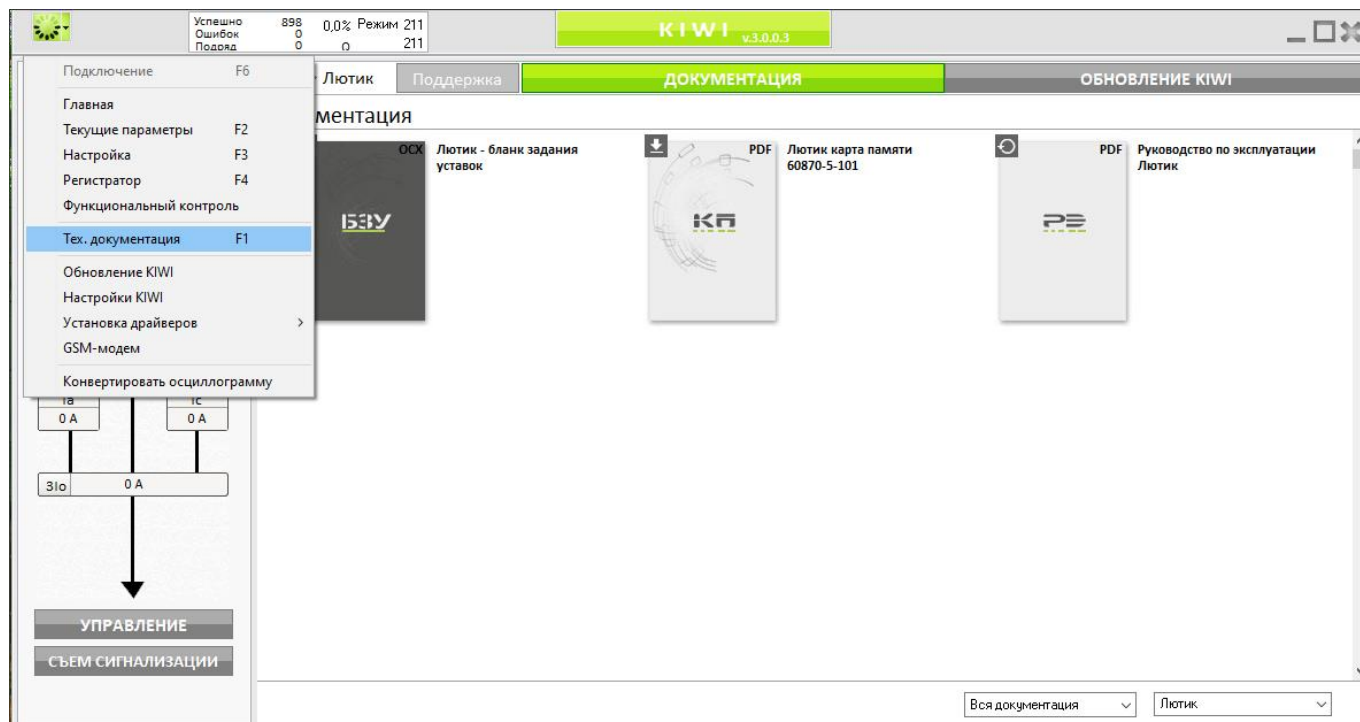 Успешно 898 0,0% Режим 211
Ошибок 0
Подряд 0 0 211
KIWI v.3.0.0.3
Подключение F6
Главная
Текущие параметры F2
Настройка F3
Регистратор F4
Функциональный контроль
Тех. документация F1
Обновление KIWI
Настройки KIWI
Установка драйверов >
GSM-модем
Конвертировать осциллограмму
Лютик Поддержка ДОКУМЕНТАЦИЯ ОБНОВЛЕНИЕ KIWI
ментация
OCX
Лютик - бланк задания
уставок
БЗУ
PDF
Лютик карта памяти
60870-5-101
КП
PDF
Руководство по эксплуатации
Лютик
РЭ
Ia Ic
0 A 0 A
3Io 0 A
УПРАВЛЕНИЕ
СЪЕМ СИГНАЛИЗАЦИИ
Вся документация Лютик